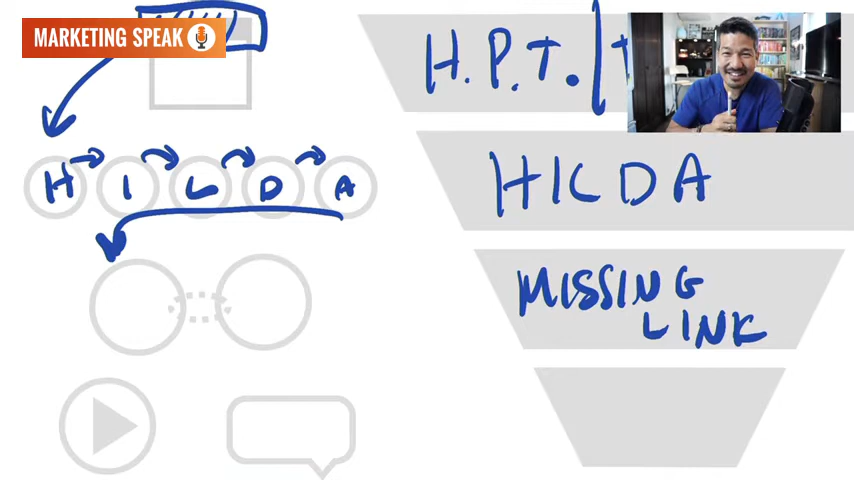 MARKETING SPEAK
H.P.T.
H I L D A
HILDA
MISSING
LINK